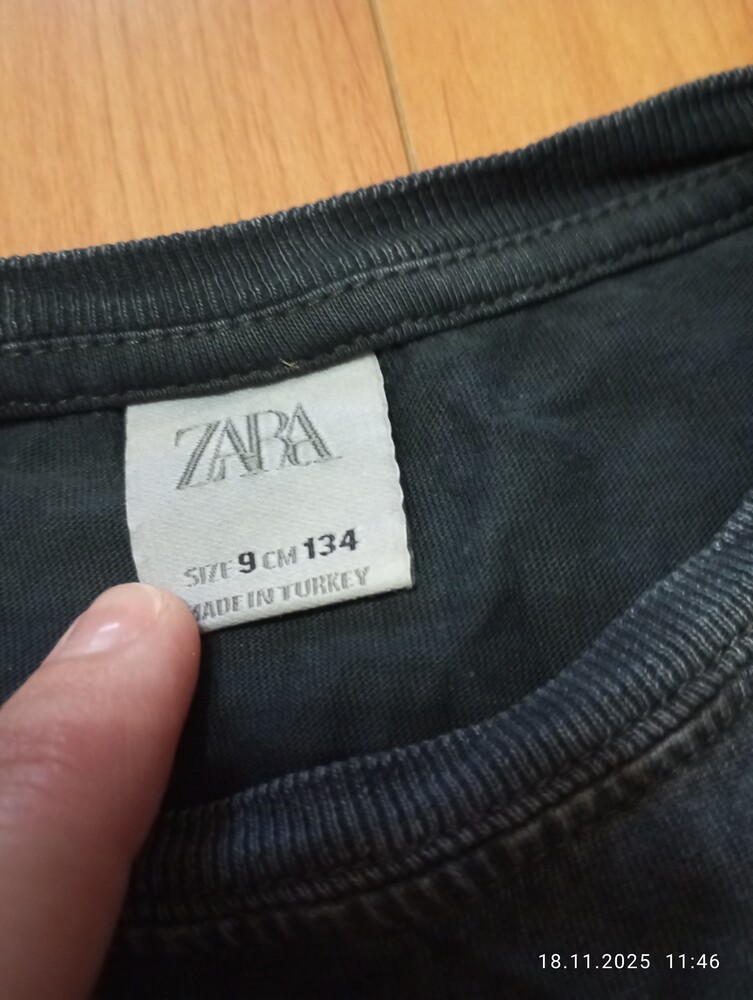 ZARA
SIZE 9 CM 134
MADE IN TURKEY
18.11.2025 11:46